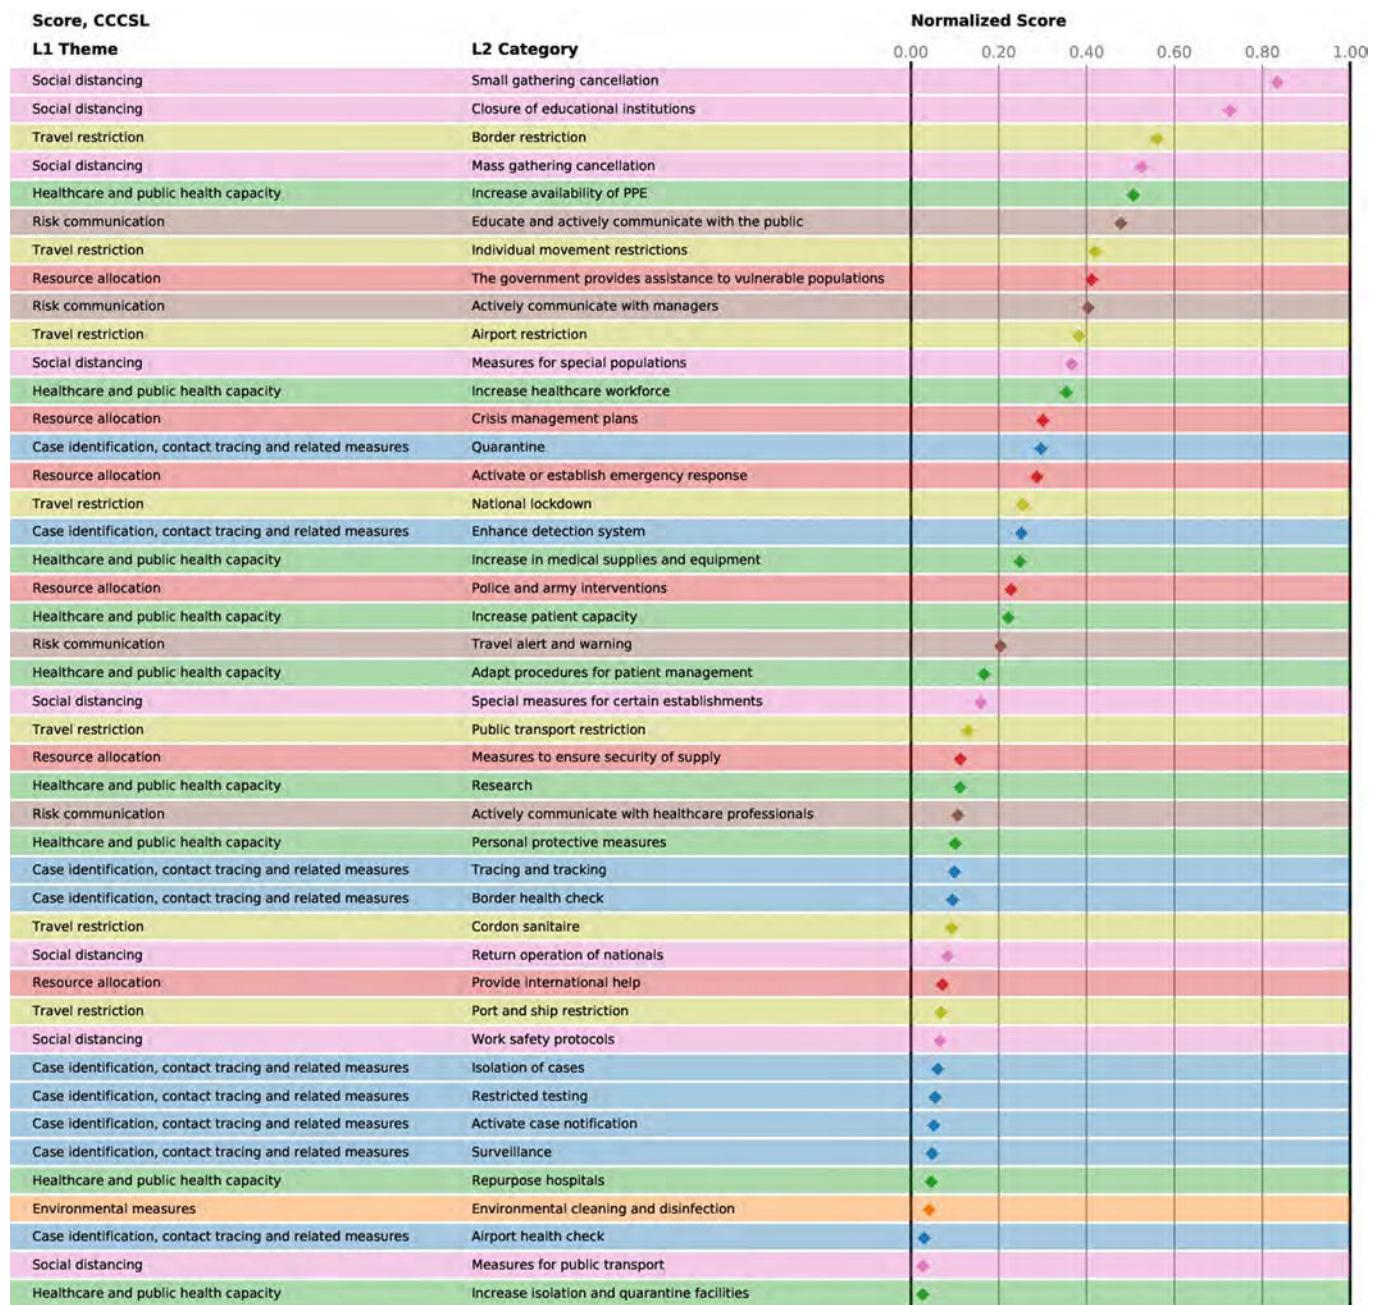 Score, CCCSL Normalized Score
L1 Theme L2 Category 0.00 0.20 0.40 0.60 0.80 1.00
Social distancing Small gathering cancellation
Social distancing Closure of educational institutions
Travel restriction Border restriction
Social distancing Mass gathering cancellation
Healthcare and public health capacity Increase availability of PPE
Risk communication Educate and actively communicate with the public
Travel restriction Individual movement restrictions
Resource allocation The government provides assistance to vulnerable populations
Risk communication Actively communicate with managers
Travel restriction Airport restriction
Social distancing Measures for special populations
Healthcare and public health capacity Increase healthcare workforce
Resource allocation Crisis management plans
Case identification, contact tracing and related measures Quarantine
Resource allocation Activate or establish emergency response
Travel restriction National lockdown
Case identification, contact tracing and related measures Enhance detection system
Healthcare and public health capacity Increase in medical supplies and equipment
Resource allocation Police and army interventions
Healthcare and public health capacity Increase patient capacity
Risk communication Travel alert and warning
Healthcare and public health capacity Adapt procedures for patient management
Social distancing Special measures for certain establishments
Travel restriction Public transport restriction
Resource allocation Measures to ensure security of supply
Healthcare and public health capacity Research
Risk communication Actively communicate with healthcare professionals
Healthcare and public health capacity Personal protective measures
Case identification, contact tracing and related measures Tracing and tracking
Case identification, contact tracing and related measures Border health check
Travel restriction Cordon sanitaire
Social distancing Return operation of nationals
Resource allocation Provide international help
Travel restriction Port and ship restriction
Social distancing Work safety protocols
Case identification, contact tracing and related measures Isolation of cases
Case identification, contact tracing and related measures Restricted testing
Case identification, contact tracing and related measures Activate case notification
Case identification, contact tracing and related measures Surveillance
Healthcare and public health capacity Repurpose hospitals
Environmental measures Environmental cleaning and disinfection
Case identification, contact tracing and related measures Airport health check
Social distancing Measures for public transport
Healthcare and public health capacity Increase isolation and quarantine facilities